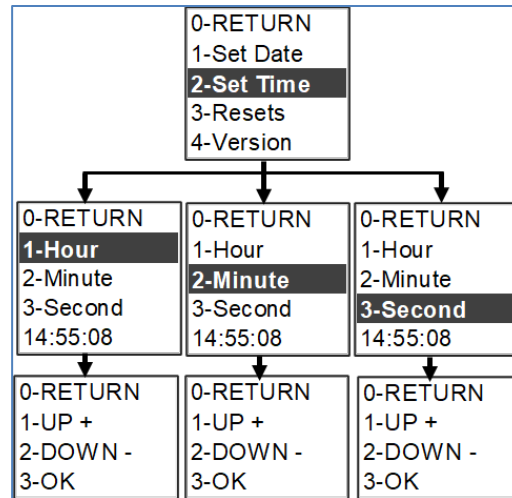 0-RETURN
1-Set Date
2-Set Time
3-Resets
4-Version
0-RETURN
1-Hour
2-Minute
3-Second
14:55:08
0-RETURN
1-Hour
2-Minute
3-Second
14:55:08
0-RETURN
1-Hour
2-Minute
3-Second
14:55:08
0-RETURN
1-UP +
2-DOWN -
3-OK
0-RETURN
1-UP +
2-DOWN -
3-OK
0-RETURN
1-UP +
2-DOWN -
3-OK